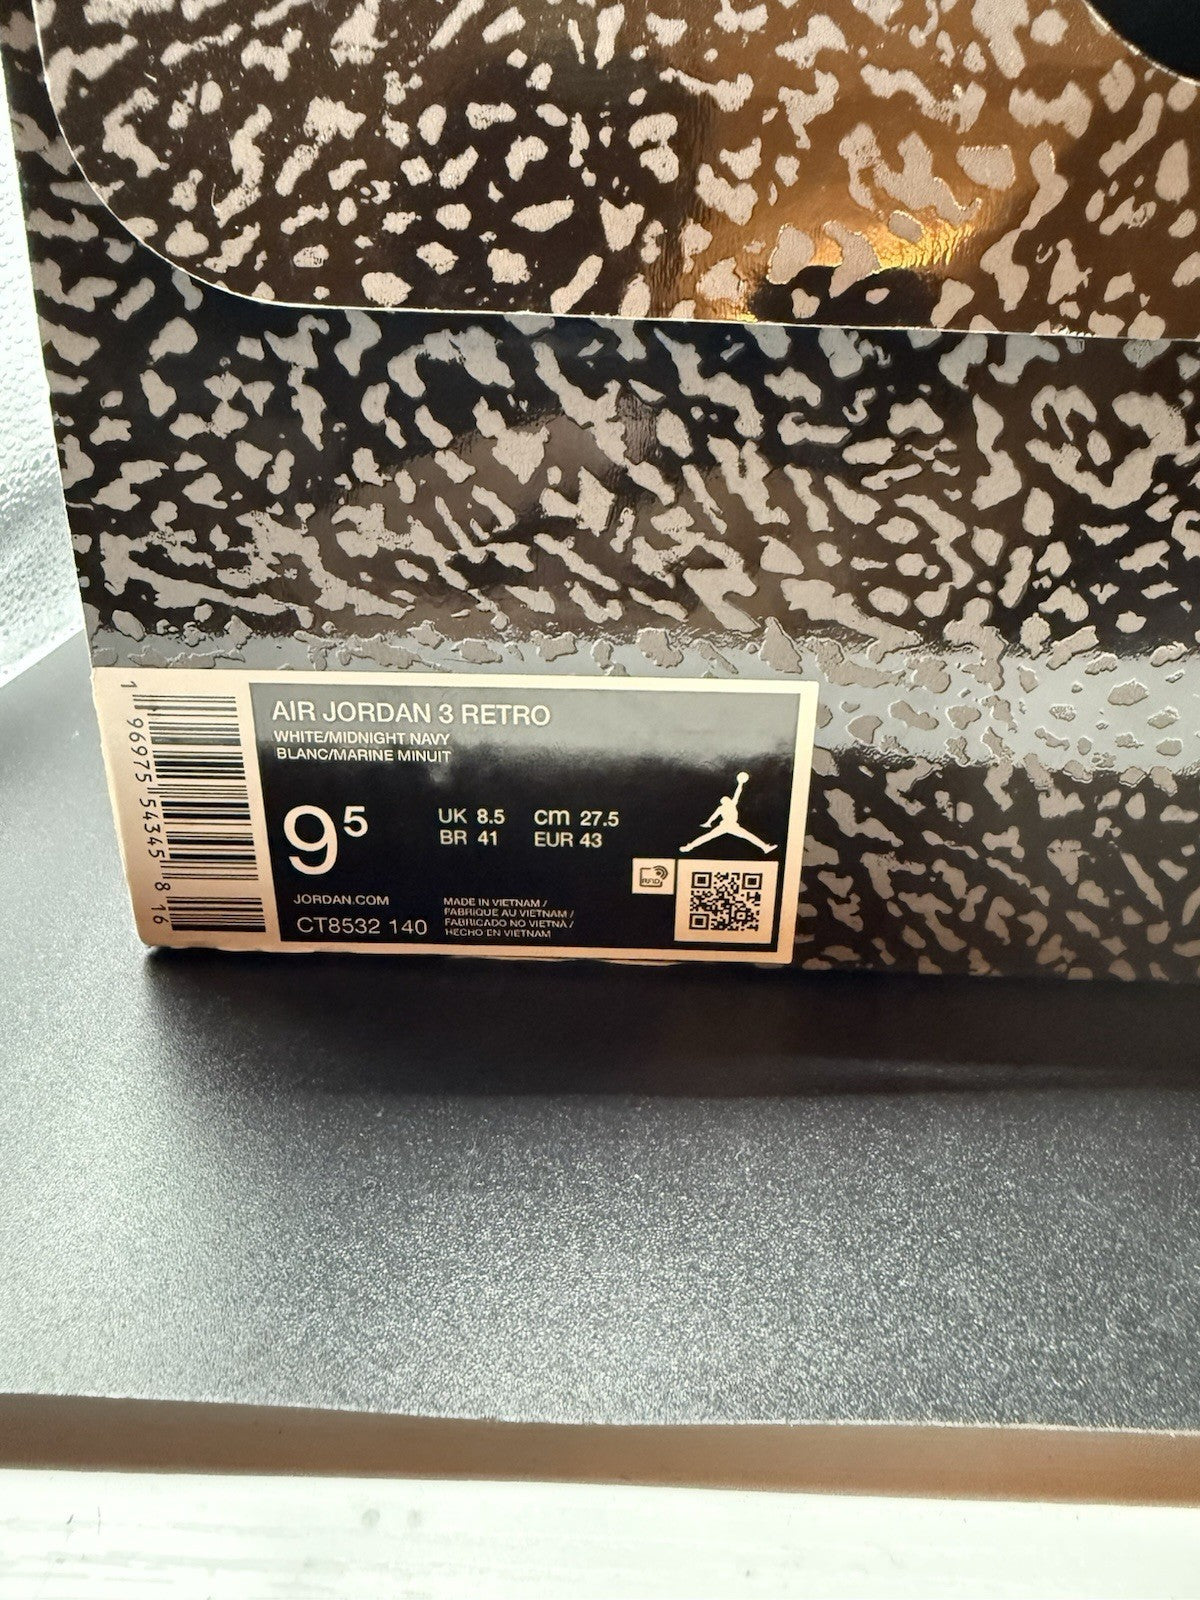 1 96975 54345 8 16
AIR JORDAN 3 RETRO
WHITE/MIDNIGHT NAVY
BLANC/MARINE MINUIT
9⁵
UK 8.5 cm 27.5
BR 41 EUR 43
RFID
JORDAN.COM
CT8532 140
MADE IN VIETNAM /
FABRIQUE AU VIETNAM /
FABRICADO NO VIETNÃ /
HECHO EN VIETNAM